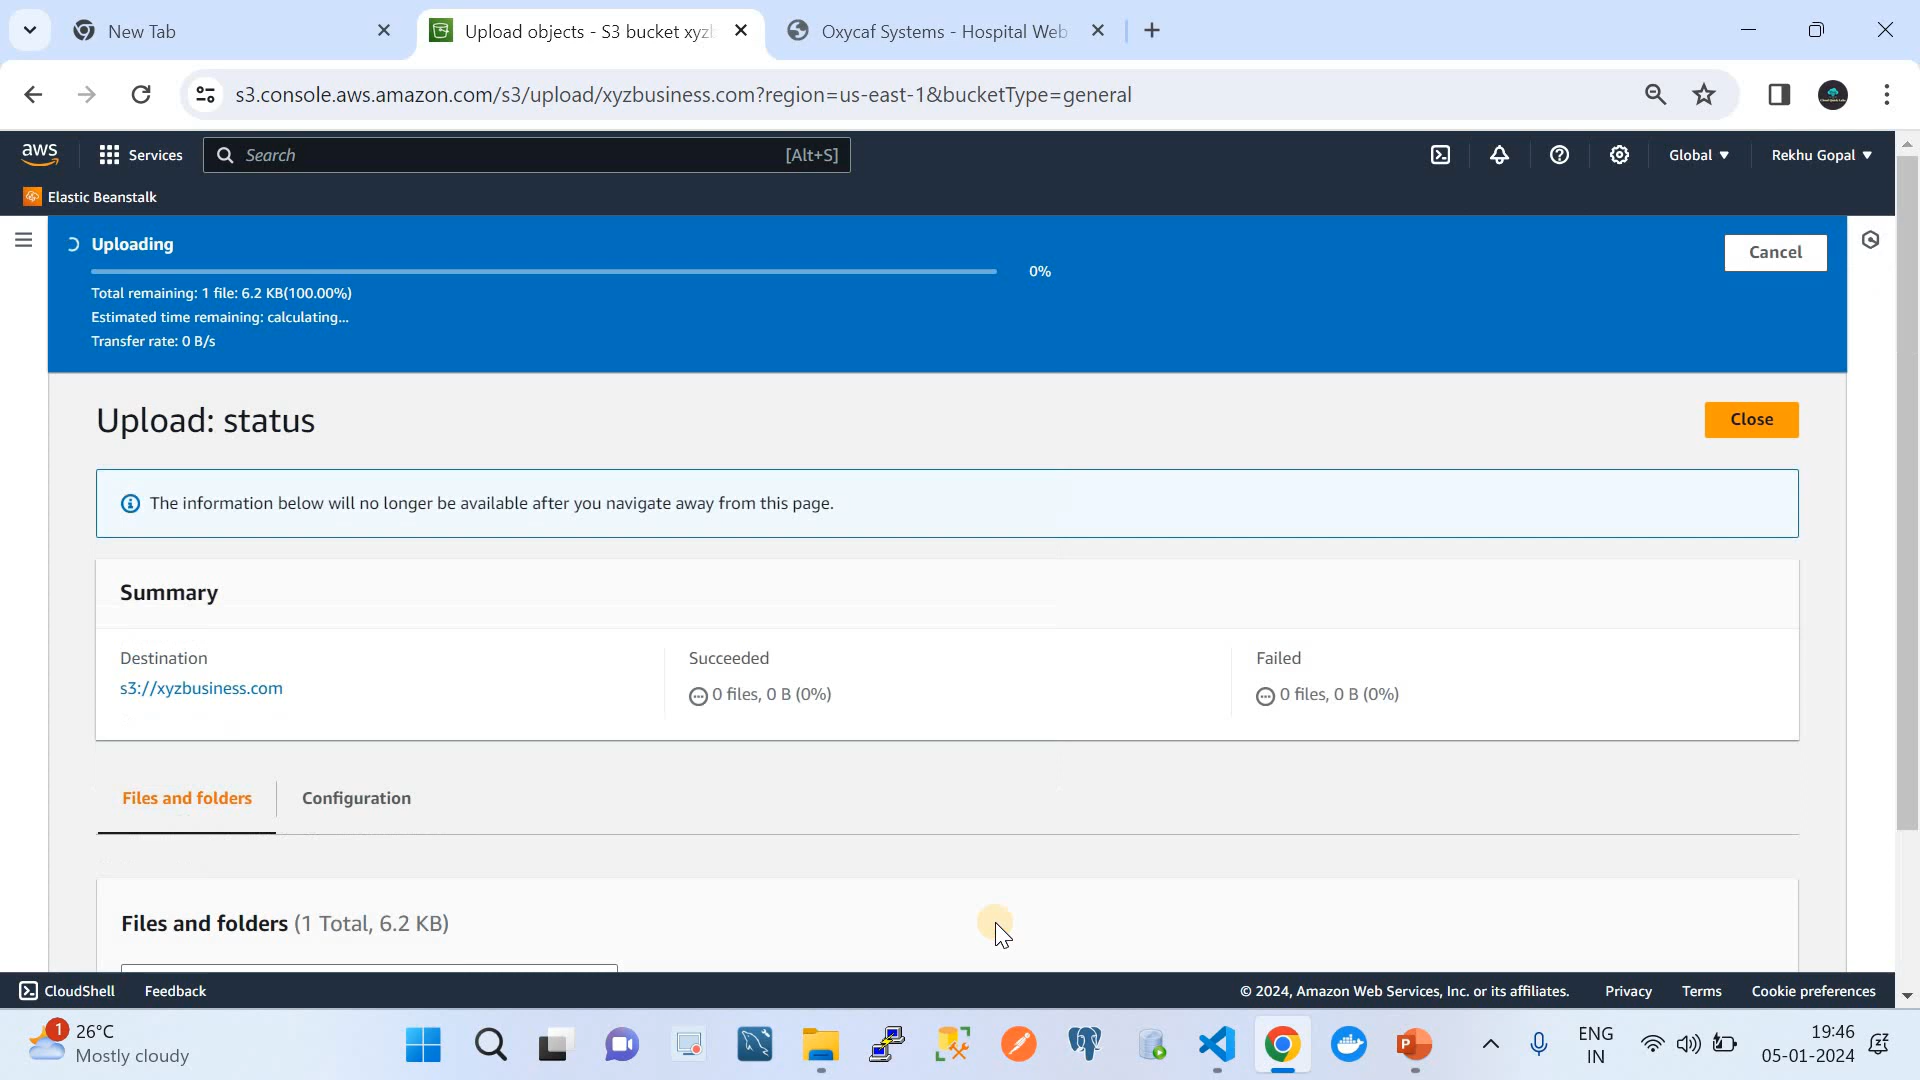 New Tab
Upload objects - S3 bucket xyzb
Oxycaf Systems - Hospital Web
s3.console.aws.amazon.com/s3/upload/xyzbusiness.com?region=us-east-1&bucketType=general
aws
Services
Search
[Alt+S]
Global
Rekhu Gopal
Elastic Beanstalk
Uploading
Cancel
0%
Total remaining: 1 file: 6.2 KB(100.00%)
Estimated time remaining: calculating...
Transfer rate: 0 B/s
Upload: status
Close
The information below will no longer be available after you navigate away from this page.
Summary
Destination
s3://xyzbusiness.com
Succeeded
0 files, 0 B (0%)
Failed
0 files, 0 B (0%)
Files and folders
Configuration
Files and folders (1 Total, 6.2 KB)
CloudShell
Feedback
© 2024, Amazon Web Services, Inc. or its affiliates.
Privacy
Terms
Cookie preferences
1
26°C
Mostly cloudy
ENG
IN
19:46
05-01-2024